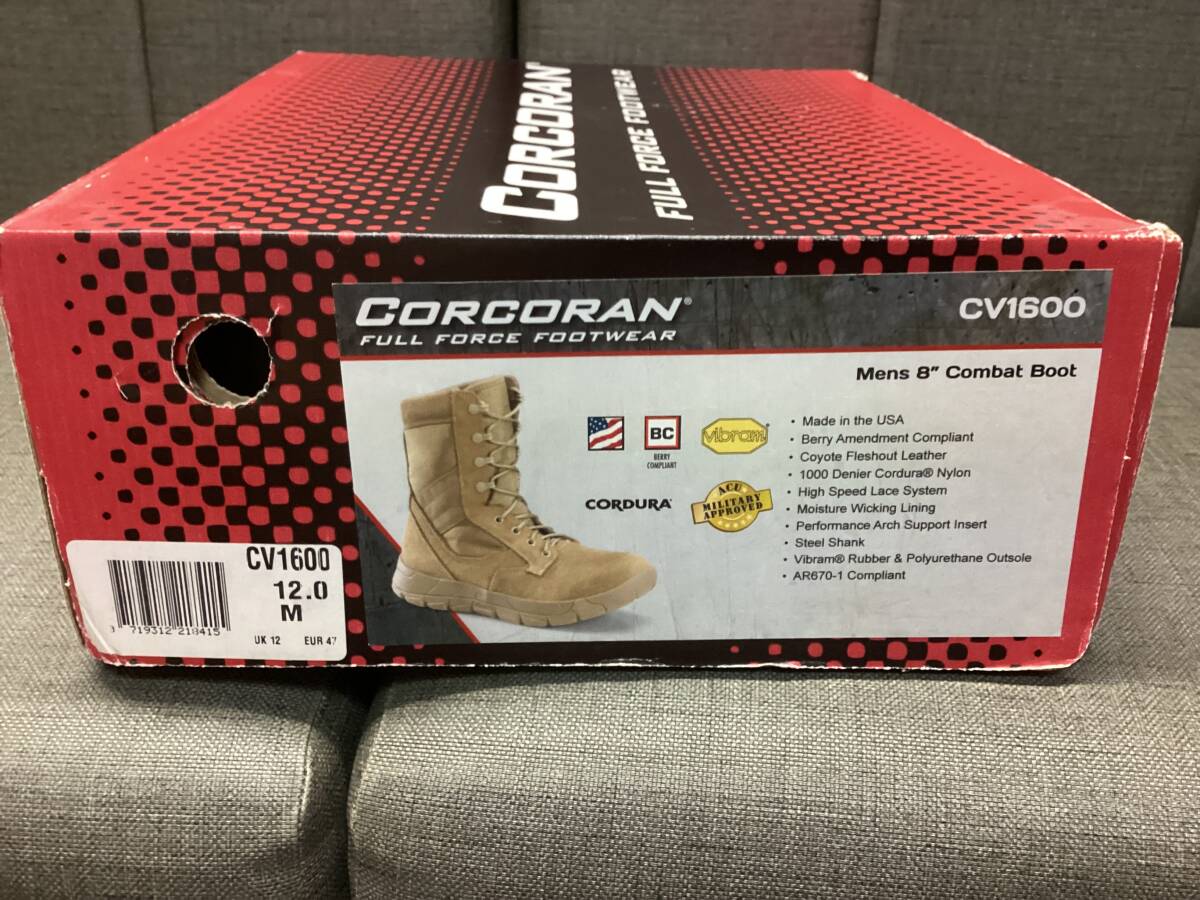 CORCORAN
FULL FORCE FOOTWEAR
CORCORAN®
FULL FORCE FOOTWEAR
CV1600
Mens 8" Combat Boot
BC
BERRY
COMPLIANT
vibram
CORDURA
ACU
MILITARY
APPROVED
• Made in the USA
• Berry Amendment Compliant
• Coyote Fleshout Leather
• 1000 Denier Cordura® Nylon
• High Speed Lace System
• Moisture Wicking Lining
• Performance Arch Support Insert
• Steel Shank
• Vibram® Rubber & Polyurethane Outsole
• AR670-1 Compliant
CV1600
12.0
M
719312 218415
UK 12 EUR 47